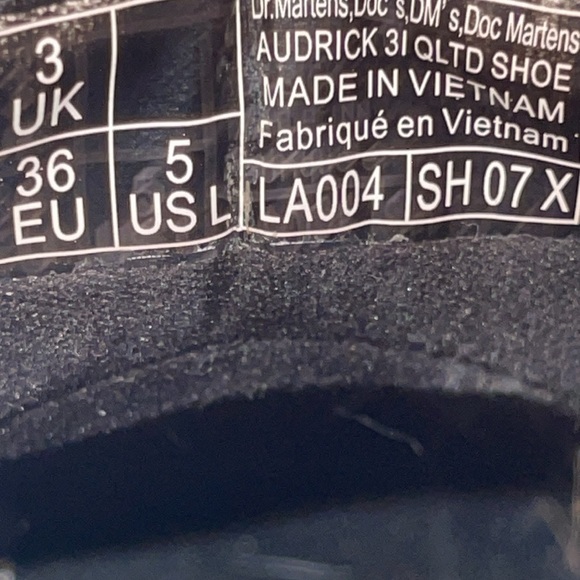 3
UK
36
EU
5
US L
Dr.Martens,Doc's,DM's,Doc Martens
AUDRICK 3I QLTD SHOE
MADE IN VIETNAM
Fabriqué en Vietnam
LA004
SH 07 X